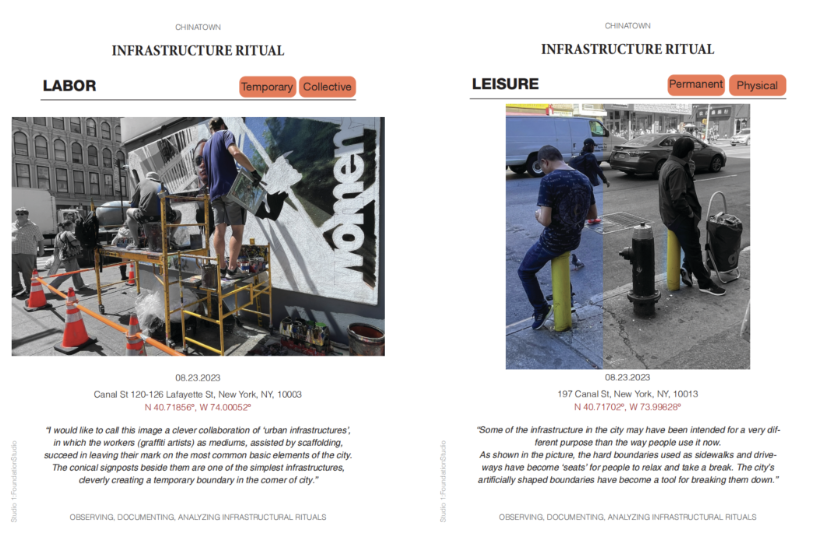 CHINATOWN
INFRASTRUCTURE RITUAL
LABOR
Temporary
Collective
women
08.23.2023
Canal St 120-126 Lafayette St, New York, NY, 10003
N 40.71856º, W 74.00052º
“I would like to call this image a clever collaboration of ‘urban infrastructures’,
in which the workers (graffiti artists) as mediums, assisted by scaffolding,
succeed in leaving their mark on the most common basic elements of the city.
The conical signposts beside them are one of the simplest infrastructures,
cleverly creating a temporary boundary in the corner of city.”
Studio 1:FoundationStudio
OBSERVING, DOCUMENTING, ANALYZING INFRASTRUCTURAL RITUALS
CHINATOWN
INFRASTRUCTURE RITUAL
LEISURE
Permanent
Physical
08.23.2023
197 Canal St, New York, NY, 10013
N 40.71702º, W 73.99828º
“Some of the infrastructure in the city may have been intended for a very dif-
ferent purpose than the way people use it now.
As shown in the picture, the hard boundaries used as sidewalks and drive-
ways have become ‘seats’ for people to relax and take a break. The city’s
artificially shaped boundaries have become a tool for breaking them down.”
Studio 1:FoundationStudio
OBSERVING, DOCUMENTING, ANALYZING INFRASTRUCTURAL RITUALS